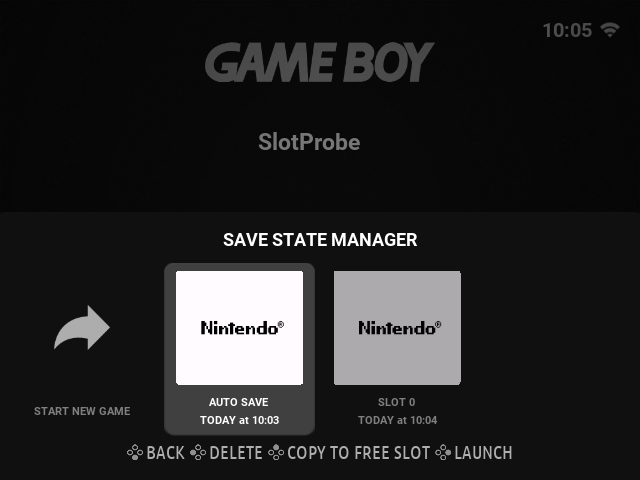 10:05
GAME BOY
SlotProbe
SAVE STATE MANAGER
Nintendo®
Nintendo®
START NEW GAME
AUTO SAVE
TODAY at 10:03
SLOT 0
TODAY at 10:04
BACK DELETE COPY TO FREE SLOT LAUNCH